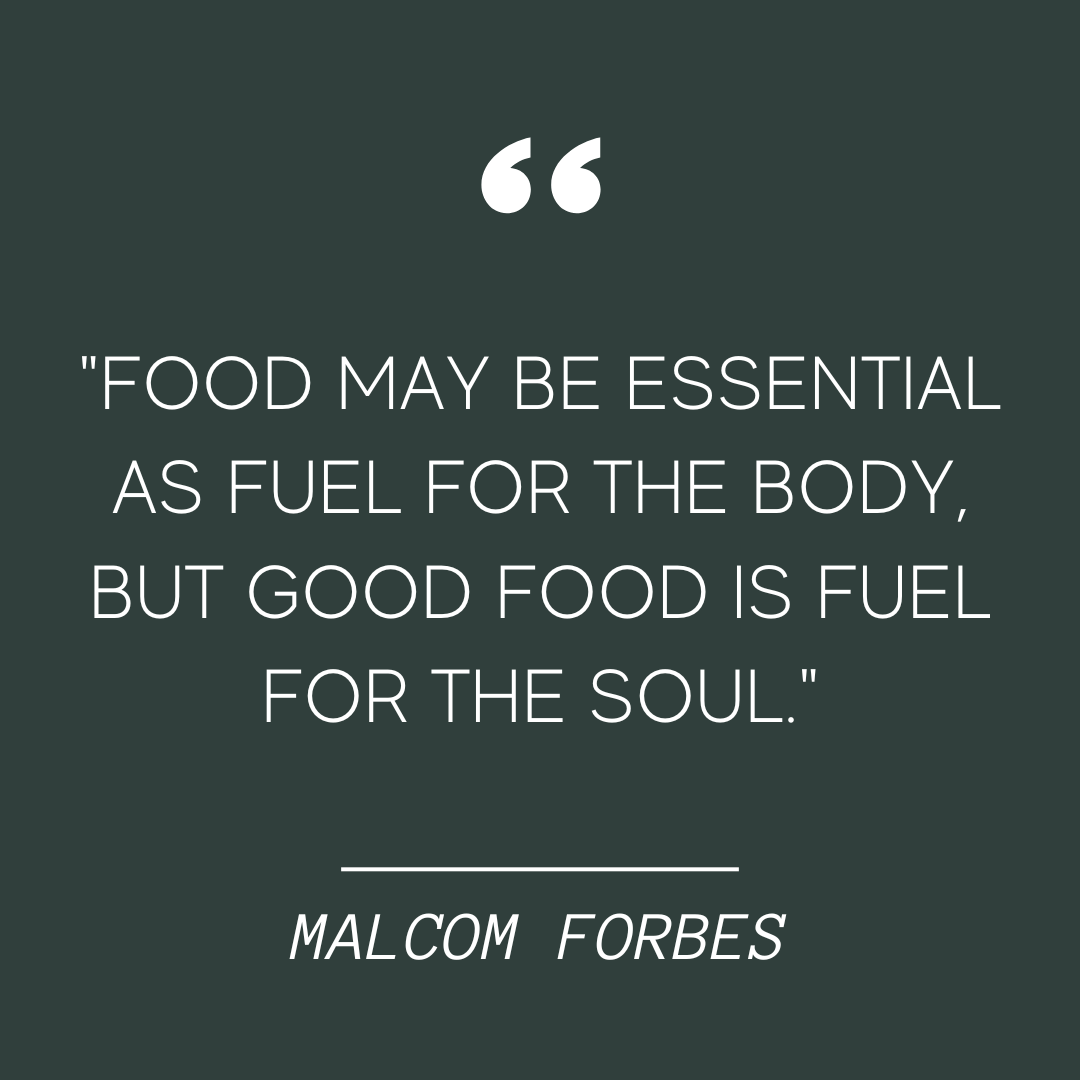 “
"FOOD MAY BE ESSENTIAL
AS FUEL FOR THE BODY,
BUT GOOD FOOD IS FUEL
FOR THE SOUL."
MALCOM FORBES